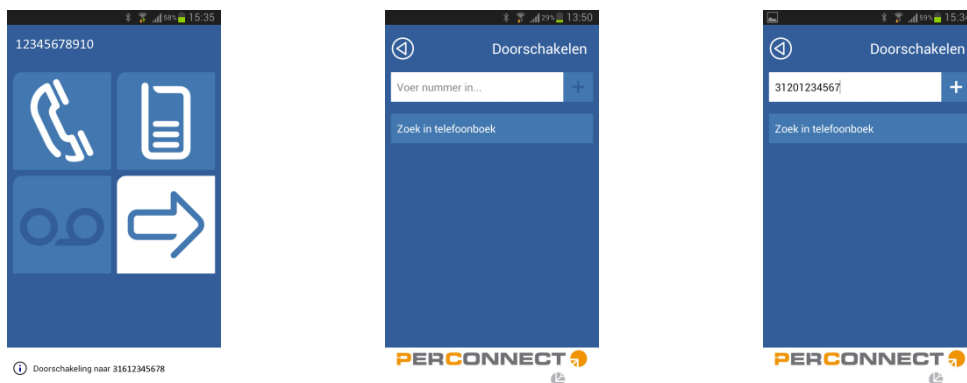 58% 15:35
12345678910
Doorschakeling naar 31612345678
29% 13:50
Doorschakelen
Voer nummer in...
+
Zoek in telefoonboek
PERCONNECT
59% 15:34
Doorschakelen
31201234567
+
Zoek in telefoonboek
PERCONNECT